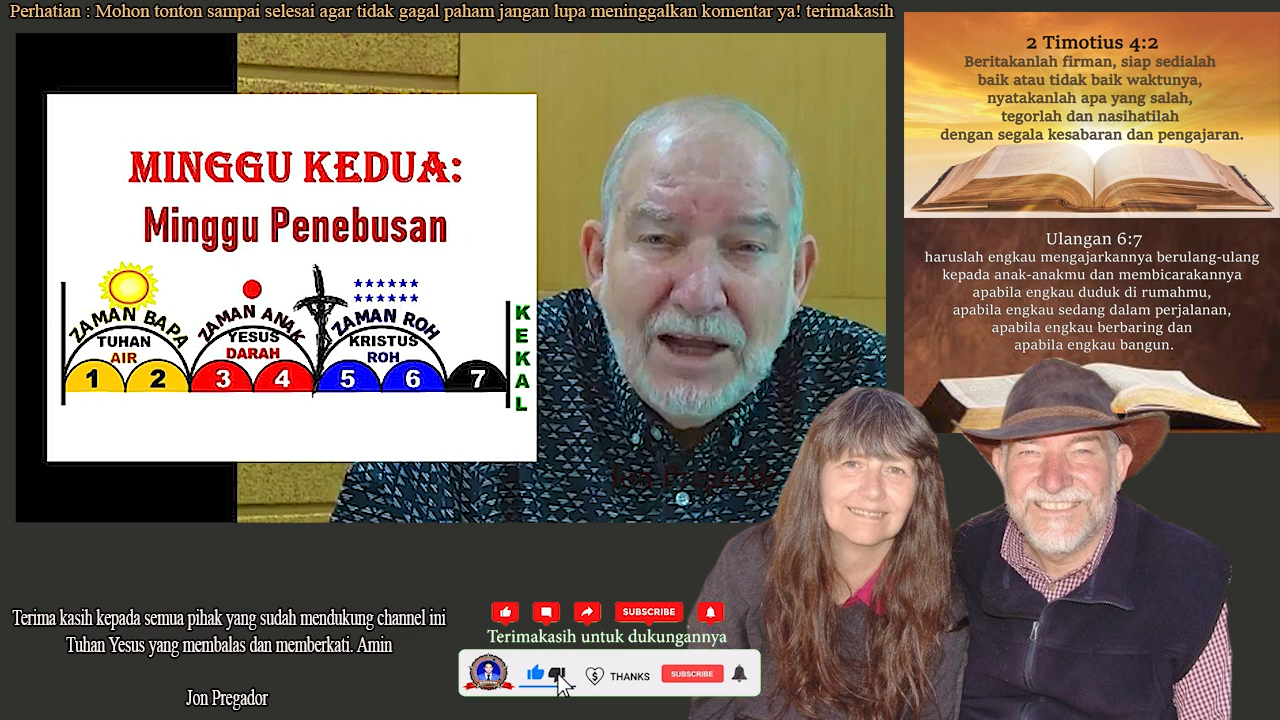 Perhatian : Mohon tonton sampai selesai agar tidak gagal paham jangan lupa meninggalkan komentar ya! terimakasih
MINGGU KEDUA:
Minggu Penebusan
ZAMAN BAPA
TUHAN
AIR
1 2
ZAMAN ANAK
YESUS
DARAH
3 4
ZAMAN ROH
KRISTUS
ROH
5 6
7
KEKAL
Jon Pregador
2 Timotius 4:2
Beritakanlah firman, siap sedialah
baik atau tidak baik waktunya,
nyatakanlah apa yang salah,
tegorlah dan nasihatilah
dengan segala kesabaran dan pengajaran.
Ulangan 6:7
haruslah engkau mengajarkannya berulang-ulang
kepada anak-anakmu dan membicarakannya
apabila engkau duduk di rumahmu,
apabila engkau sedang dalam perjalanan,
apabila engkau berbaring dan
apabila engkau bangun.
Terima kasih kepada semua pihak yang sudah mendukung channel ini
Tuhan Yesus yang membalas dan memberkati. Amin
Jon Pregador
SUBSCRIBE
Terimakasih untuk dukungannya
THANKS
SUBSCRIBE